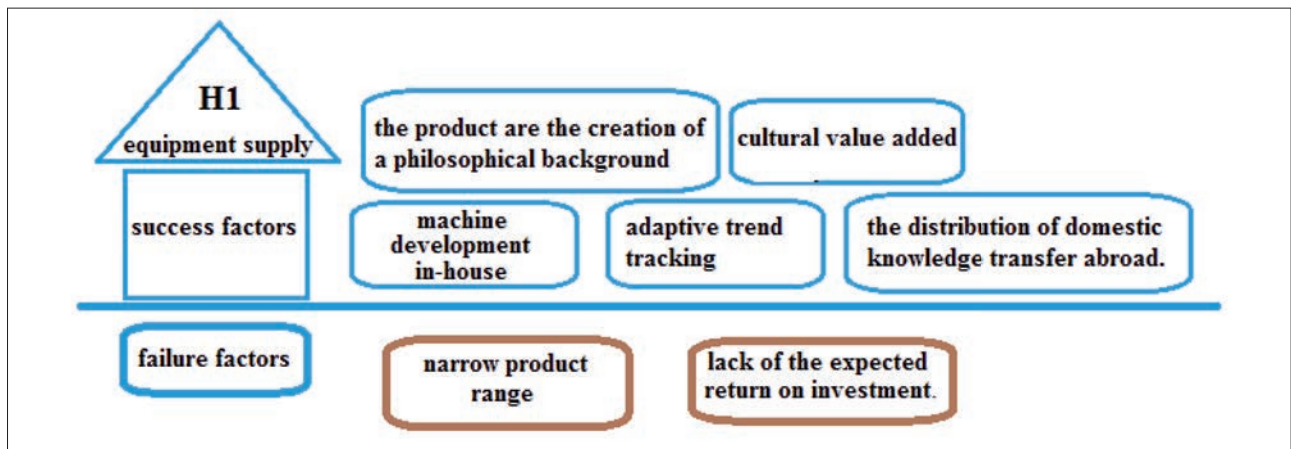 H1
equipment supply
the product are the creation of
a philosophical background
cultural value added
success factors
machine
development
in-house
adaptive trend
tracking
the distribution of domestic
knowledge transfer abroad.
failure factors
narrow product
range
lack of the expected
return on investment.